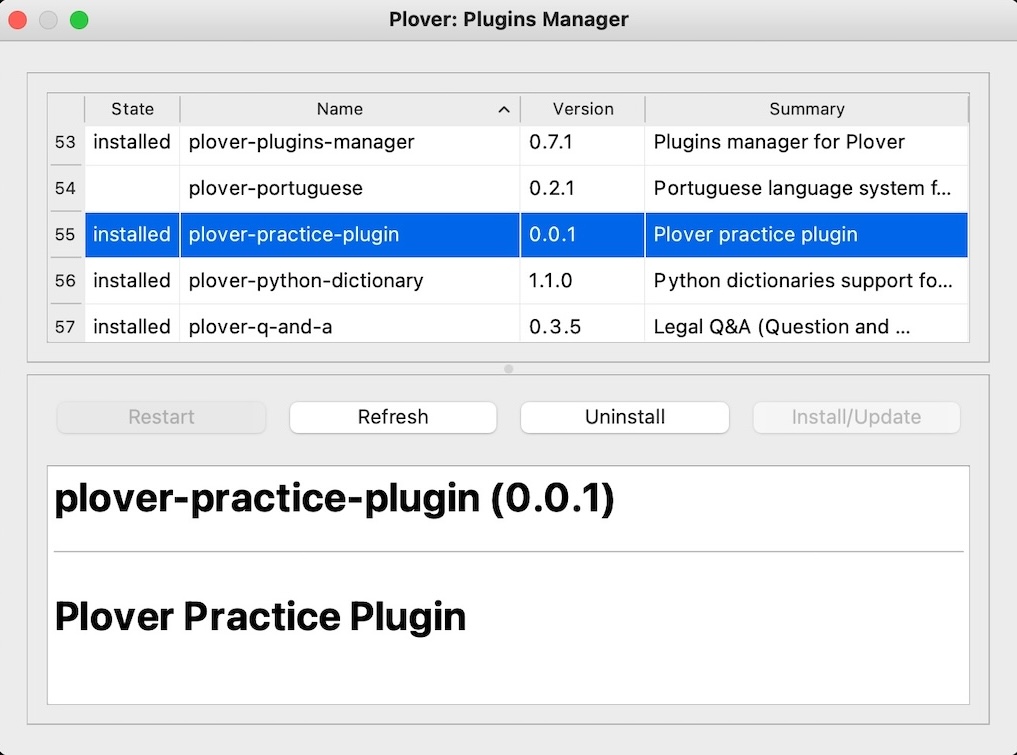 Plover: Plugins Manager
State Name Version Summary
53 installed plover-plugins-manager 0.7.1 Plugins manager for Plover
54 plover-portuguese 0.2.1 Portuguese language system f...
55 installed plover-practice-plugin 0.0.1 Plover practice plugin
56 installed plover-python-dictionary 1.1.0 Python dictionaries support fo...
57 installed plover-q-and-a 0.3.5 Legal Q&A (Question and ...
Restart Refresh Uninstall Install/Update
plover-practice-plugin (0.0.1)
Plover Practice Plugin